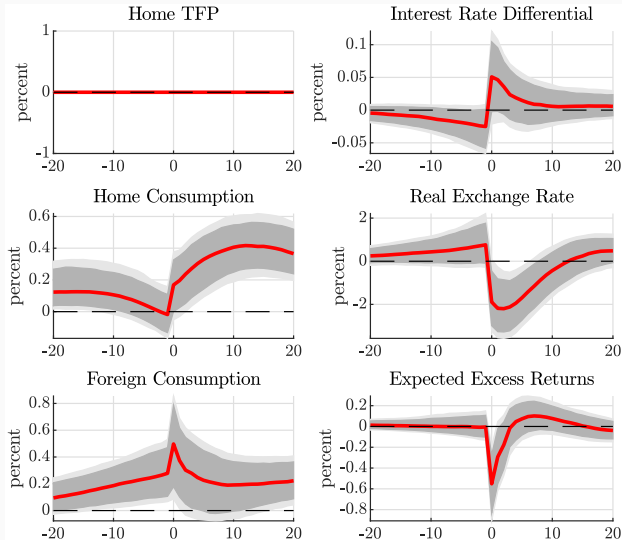 Home TFP
percent
1
0
-1
-20 -10 0 10 20
Interest Rate Differential
percent
0.1
0.05
0
-0.05
-20 -10 0 10 20
Home Consumption
percent
0.6
0.4
0.2
0
-20 -10 0 10 20
Real Exchange Rate
percent
2
0
-2
-20 -10 0 10 20
Foreign Consumption
percent
0.8
0.6
0.4
0.2
0
-20 -10 0 10 20
Expected Excess Returns
percent
0.2
0
-0.2
-0.4
-0.6
-0.8
-20 -10 0 10 20